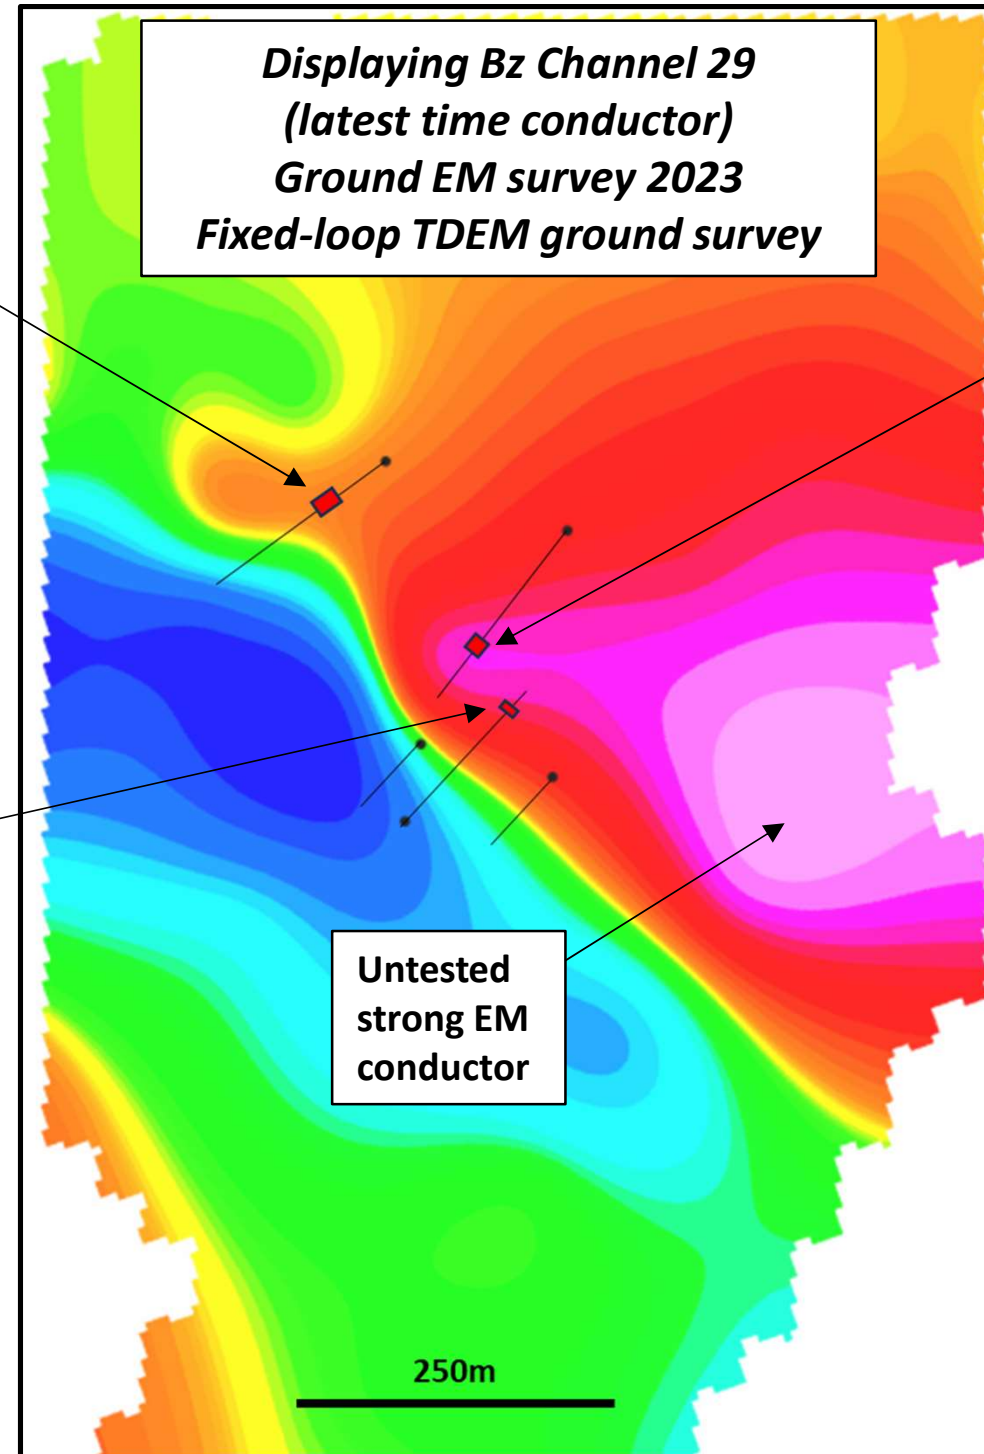 Displaying Bz Channel 29
(latest time conductor)
Ground EM survey 2023
Fixed-loop TDEM ground survey
Untested
strong EM
conductor
250m